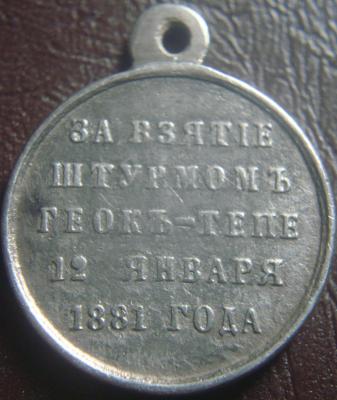 ЗА ВЗЯТІЕ
ШТУРМОМЪ
ГЕОКЪ-ТЕПЕ
12 ЯНВАРЯ
1881 ГОДА